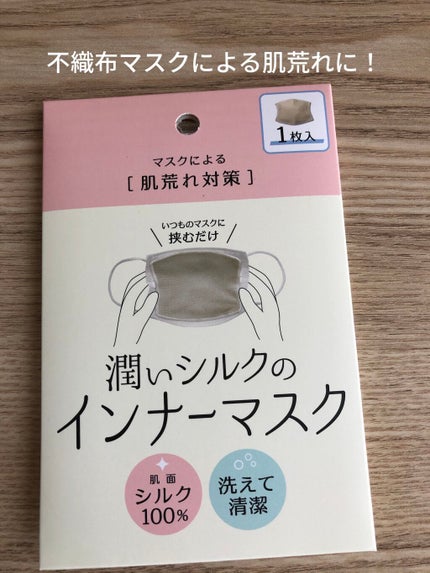 不織布マスクによる肌荒れに！
1枚入
マスクによる
[肌荒れ対策]
いつものマスクに
挟むだけ
潤いシルクの
インナーマスク
肌面
シルク
100%
洗えて
清潔